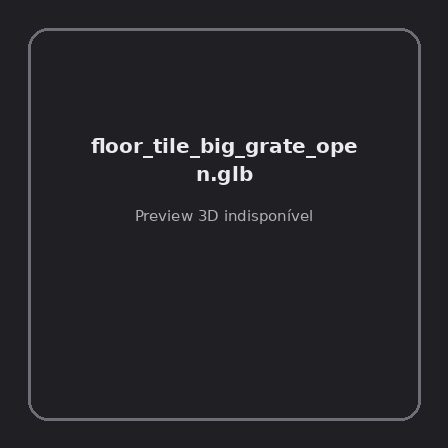 floor_tile_big_grate_ope
n.glb
Preview 3D indisponível